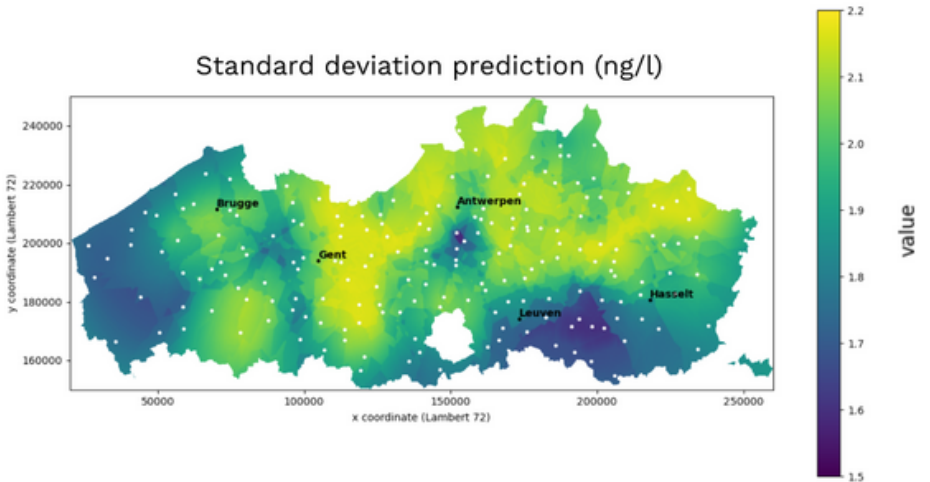 Standard deviation prediction (ng/l)
2.2
2.1
2.0
1.9
1.8
1.7
1.6
1.5
value
240000
220000
200000
180000
160000
y coordinate (Lambert 72)
Brugge
Antwerpen
Gent
Hasselt
Leuven
50000
100000
150000
200000
250000
x coordinate (Lambert 72)